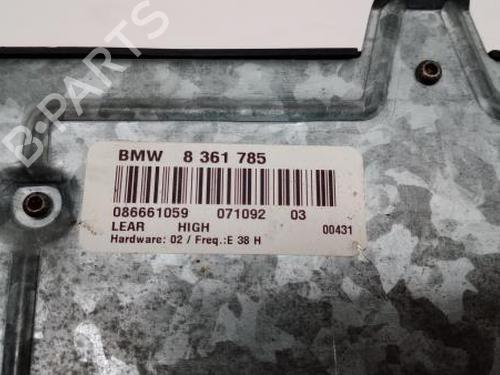 B-PARTS
BMW 8 361 785
086661059 071092 03
LEAR HIGH 00431
Hardware: 02 / Freq.:E 38 H